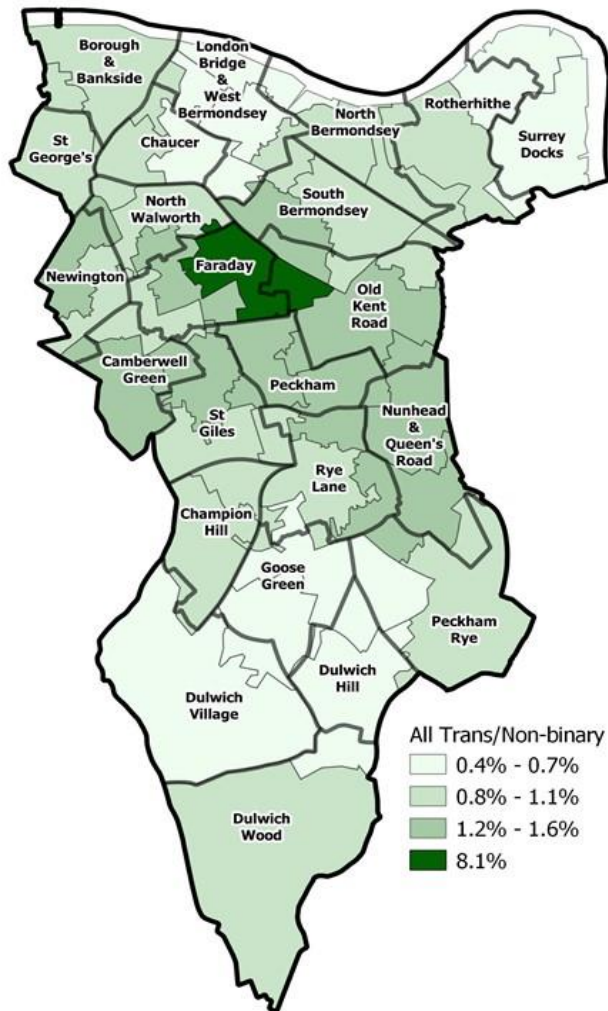 Borough
&
Bankside
London
Bridge
&
West
Bermondsey
North
Bermondsey
Rotherhithe
Surrey
Docks
St
George's
Chaucer
South
Bermondsey
North
Walworth
Newington
Faraday
Old
Kent
Road
Camberwell
Green
Peckham
St
Giles
Nunhead
&
Queen's
Road
Rye
Lane
Champion
Hill
Goose
Green
Peckham
Rye
Dulwich
Village
Dulwich
Hill
Dulwich
Wood
All Trans/Non-binary
0.4% - 0.7%
0.8% - 1.1%
1.2% - 1.6%
8.1%